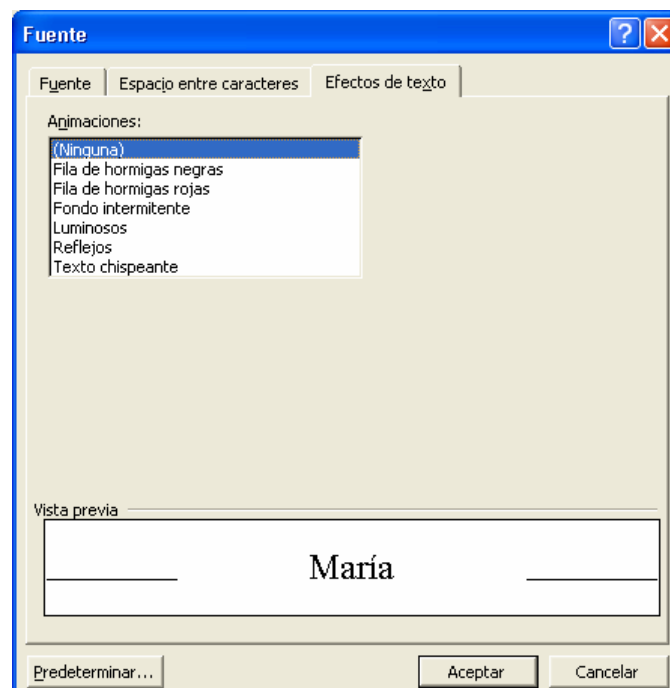 Fuente
Fuente Espacio entre caracteres Efectos de texto
Animaciones:
(Ninguna)
Fila de hormigas negras
Fila de hormigas rojas
Fondo intermitente
Luminosos
Reflejos
Texto chispeante
Vista previa
María
Predeterminar... Aceptar Cancelar